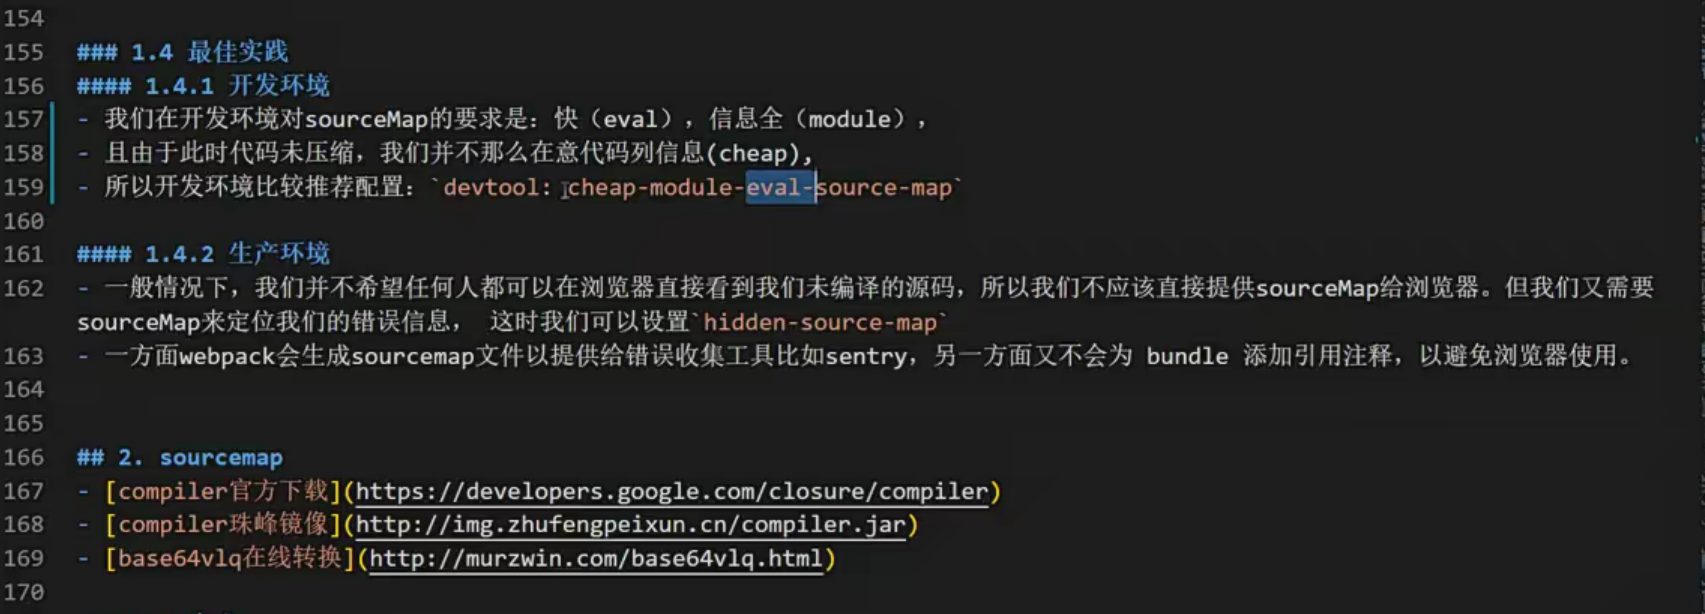 154
155 ### 1.4 最佳实践
156 #### 1.4.1 开发环境
157 - 我们在开发环境对sourceMap的要求是：快（eval），信息全（module），
158 - 且由于此时代码未压缩，我们并不那么在意代码列信息(cheap),
159 - 所以开发环境比较推荐配置：`devtool: cheap-module-eval-source-map`
160
161 #### 1.4.2 生产环境
162 - 一般情况下，我们并不希望任何人都可以在浏览器直接看到我们未编译的源码，所以我们不应该直接提供sourceMap给浏览器。但我们又需要
sourceMap来定位我们的错误信息， 这时我们可以设置`hidden-source-map`
163 - 一方面webpack会生成sourcemap文件以提供给错误收集工具比如sentry，另一方面又不会为 bundle 添加引用注释，以避免浏览器使用。
164
165
166 ## 2. sourcemap
167 - [compiler官方下载](https://developers.google.com/closure/compiler)
168 - [compiler珠峰镜像](http://img.zhufengpeixun.cn/compiler.jar)
169 - [base64vlq在线转换](http://murzwin.com/base64vlq.html)
170